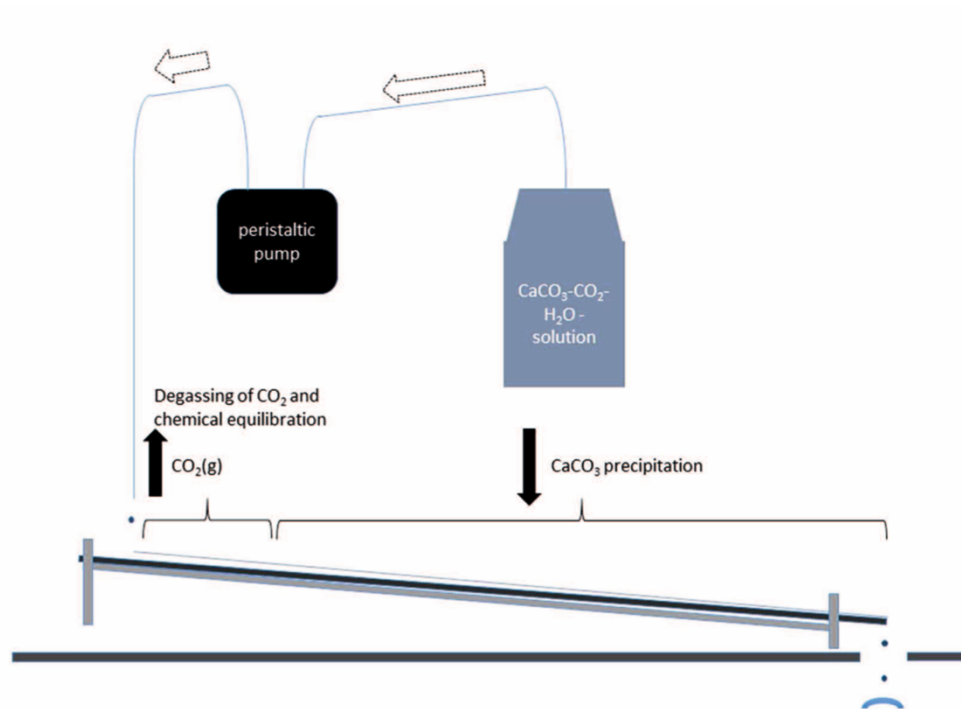 peristaltic
pump
CaCO₃-CO₂-
H₂O -
solution
Degassing of CO₂ and
chemical equilibration
CO₂(g)
CaCO₃ precipitation